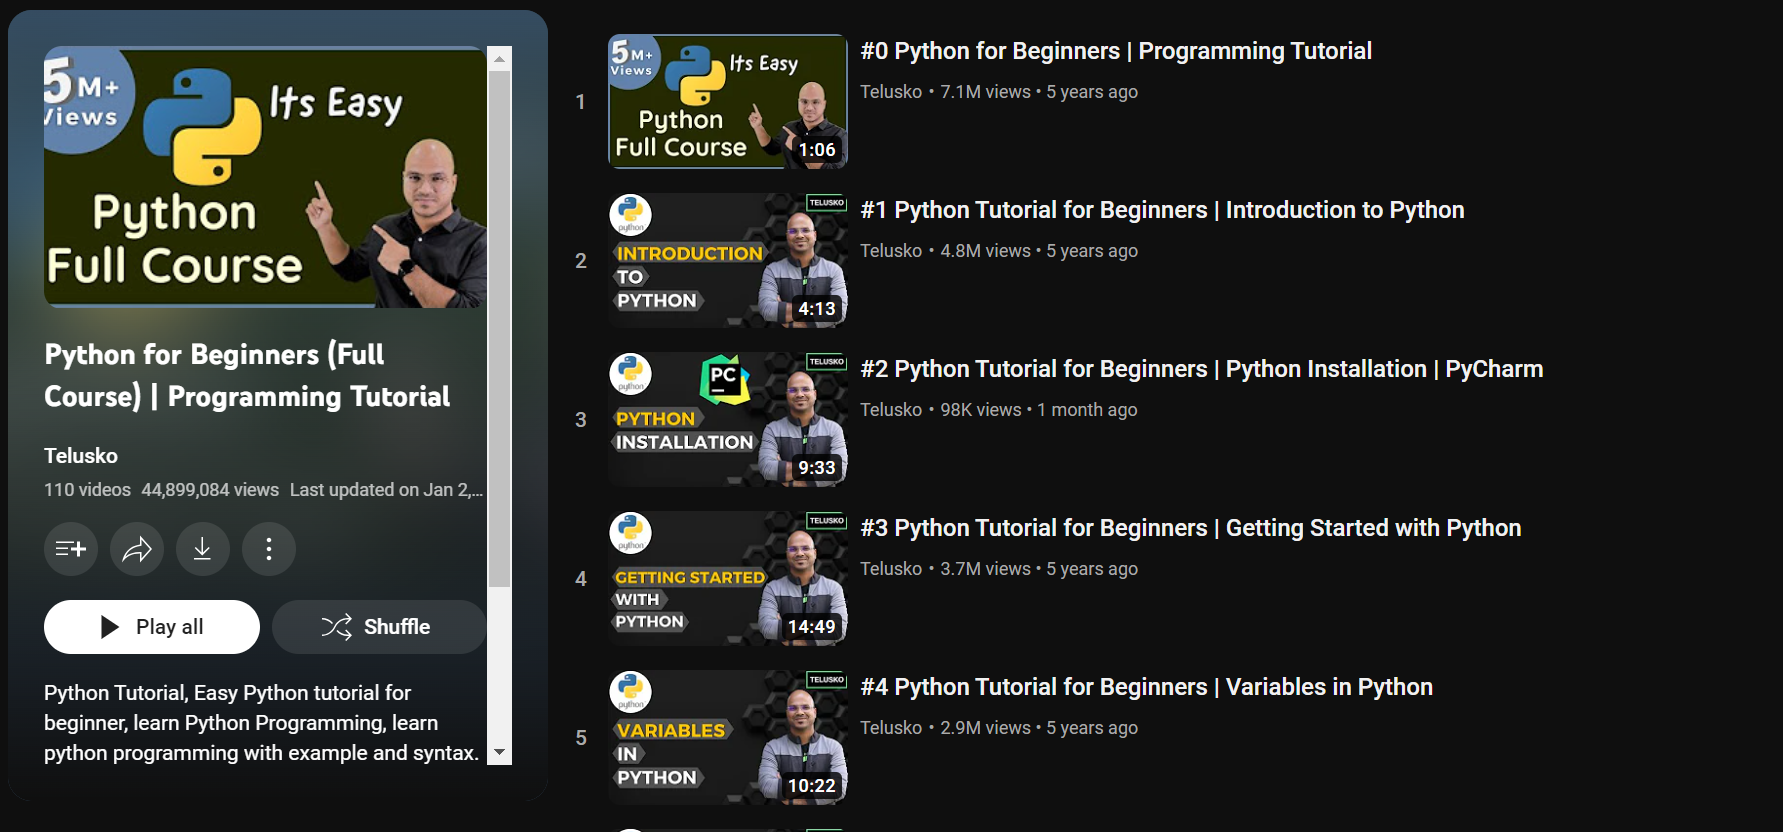 5 M+
Views
Its Easy
Python
Full Course
Python for Beginners (Full
Course) | Programming Tutorial
Telusko
110 videos 44,899,084 views Last updated on Jan 2,...
Play all
Shuffle
Python Tutorial, Easy Python tutorial for
beginner, learn Python Programming, learn
python programming with example and syntax.
1
5 M+
Views
Its Easy
Python
Full Course
1:06
#0 Python for Beginners | Programming Tutorial
Telusko • 7.1M views • 5 years ago
2
python
TELUSKO
INTRODUCTION
TO
PYTHON
4:13
#1 Python Tutorial for Beginners | Introduction to Python
Telusko • 4.8M views • 5 years ago
3
python
PC
TELUSKO
PYTHON
INSTALLATION
9:33
#2 Python Tutorial for Beginners | Python Installation | PyCharm
Telusko • 98K views • 1 month ago
4
python
TELUSKO
GETTING STARTED
WITH
PYTHON
14:49
#3 Python Tutorial for Beginners | Getting Started with Python
Telusko • 3.7M views • 5 years ago
5
python
TELUSKO
VARIABLES
IN
PYTHON
10:22
#4 Python Tutorial for Beginners | Variables in Python
Telusko • 2.9M views • 5 years ago